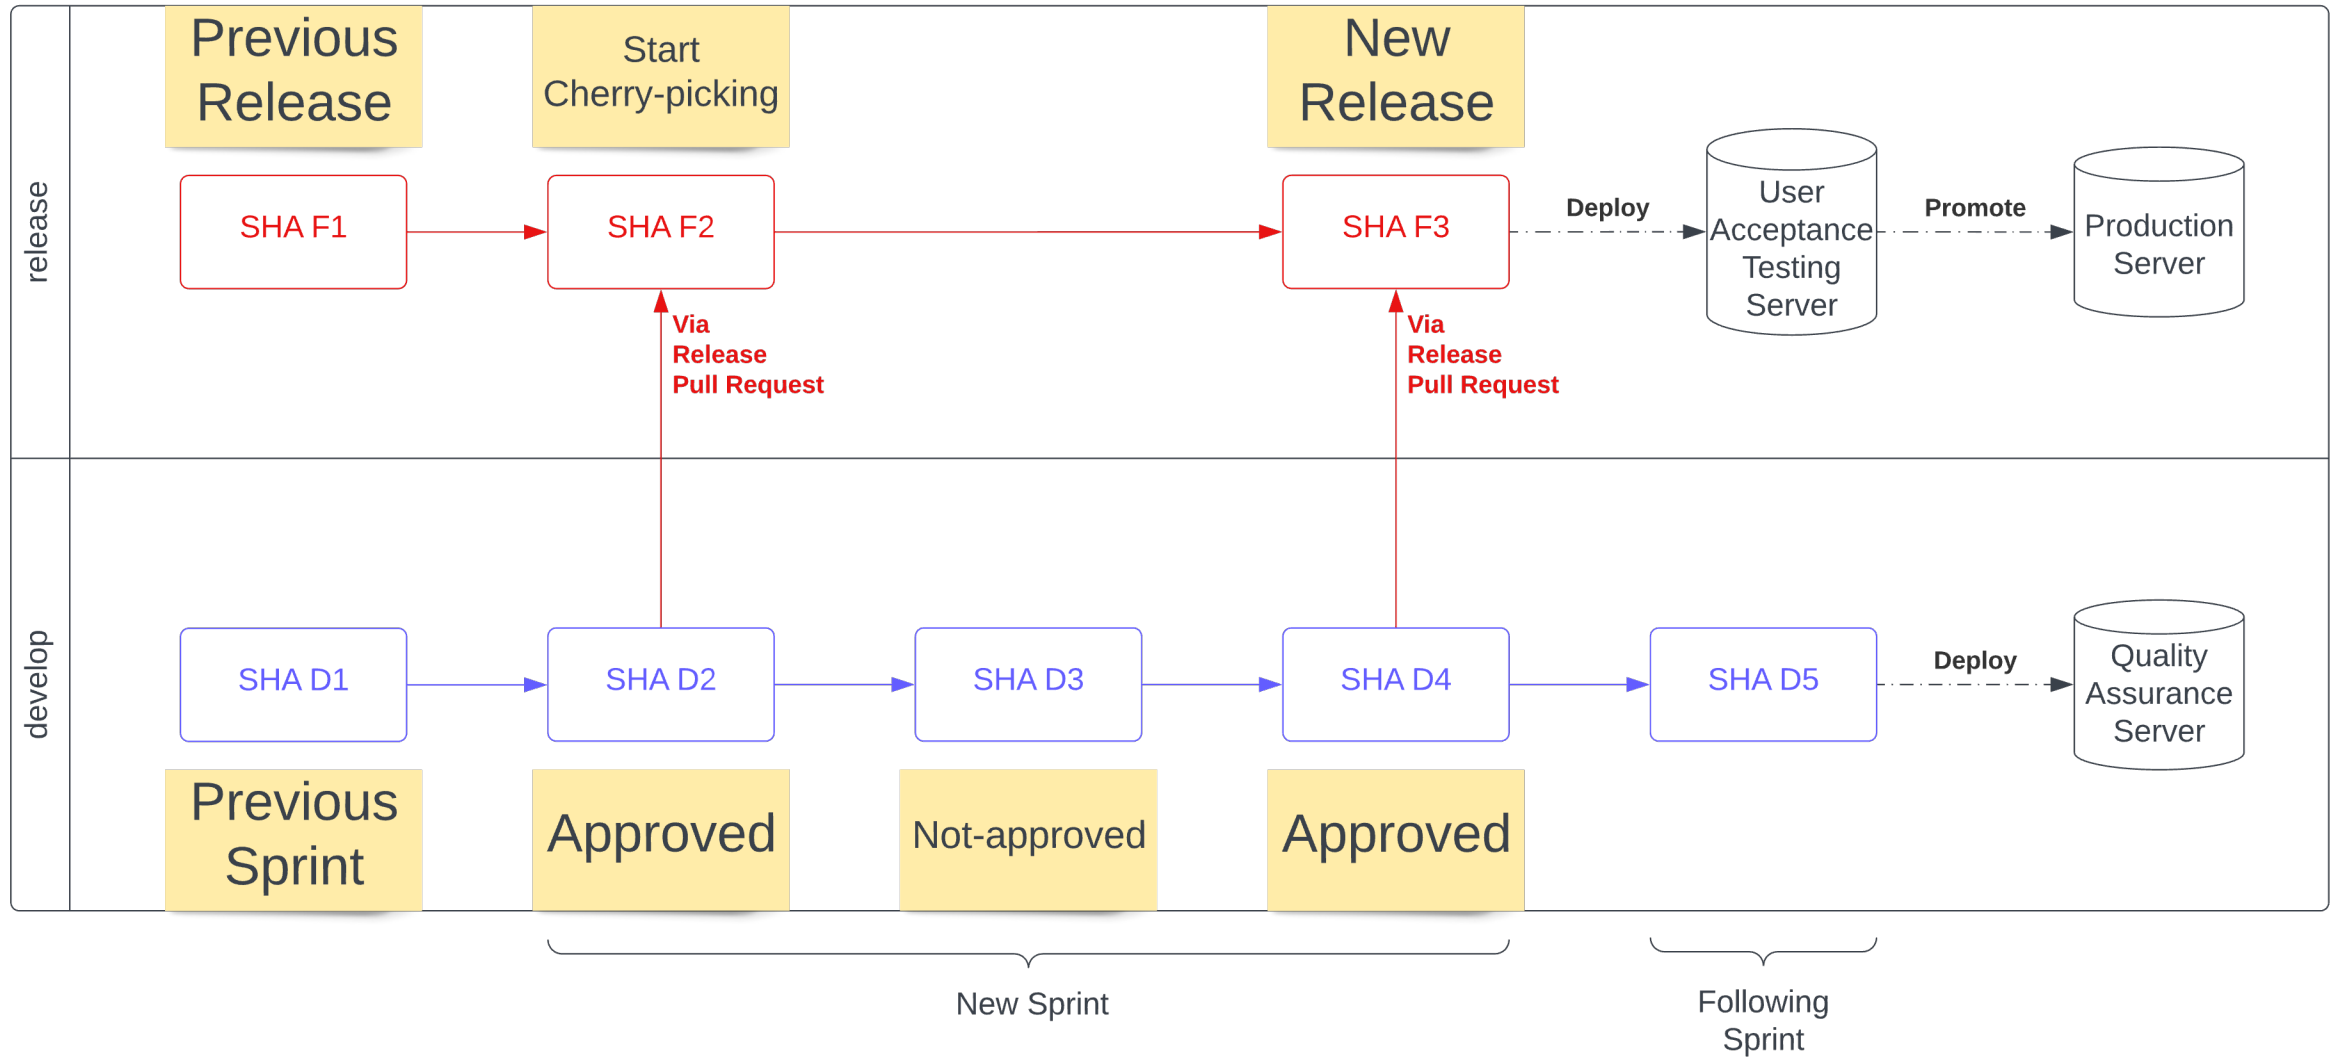 release
Previous
Release
Start
Cherry-picking
New
Release
SHA F1
SHA F2
SHA F3
Deploy
User
Acceptance
Testing
Server
Promote
Production
Server
Via
Release
Pull Request
Via
Release
Pull Request
develop
SHA D1
SHA D2
SHA D3
SHA D4
SHA D5
Deploy
Quality
Assurance
Server
Previous
Sprint
Approved
Not-approved
Approved
New Sprint
Following
Sprint